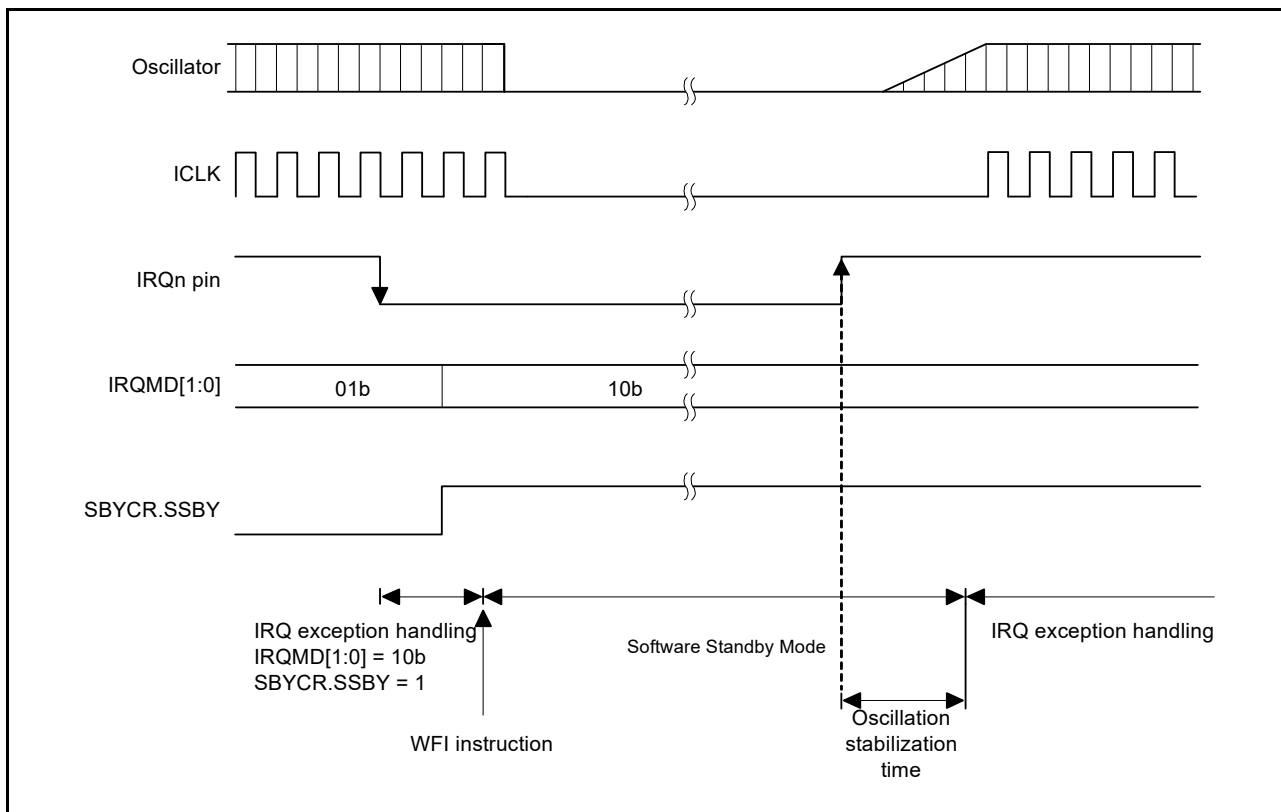 Oscillator
ICLK
IRQn pin
IRQMD[1:0]
01b
10b
SBYCR.SSBY
IRQ exception handling
IRQMD[1:0] = 10b
SBYCR.SSBY = 1
Software Standby Mode
IRQ exception handling
WFI instruction
Oscillation
stabilization
time